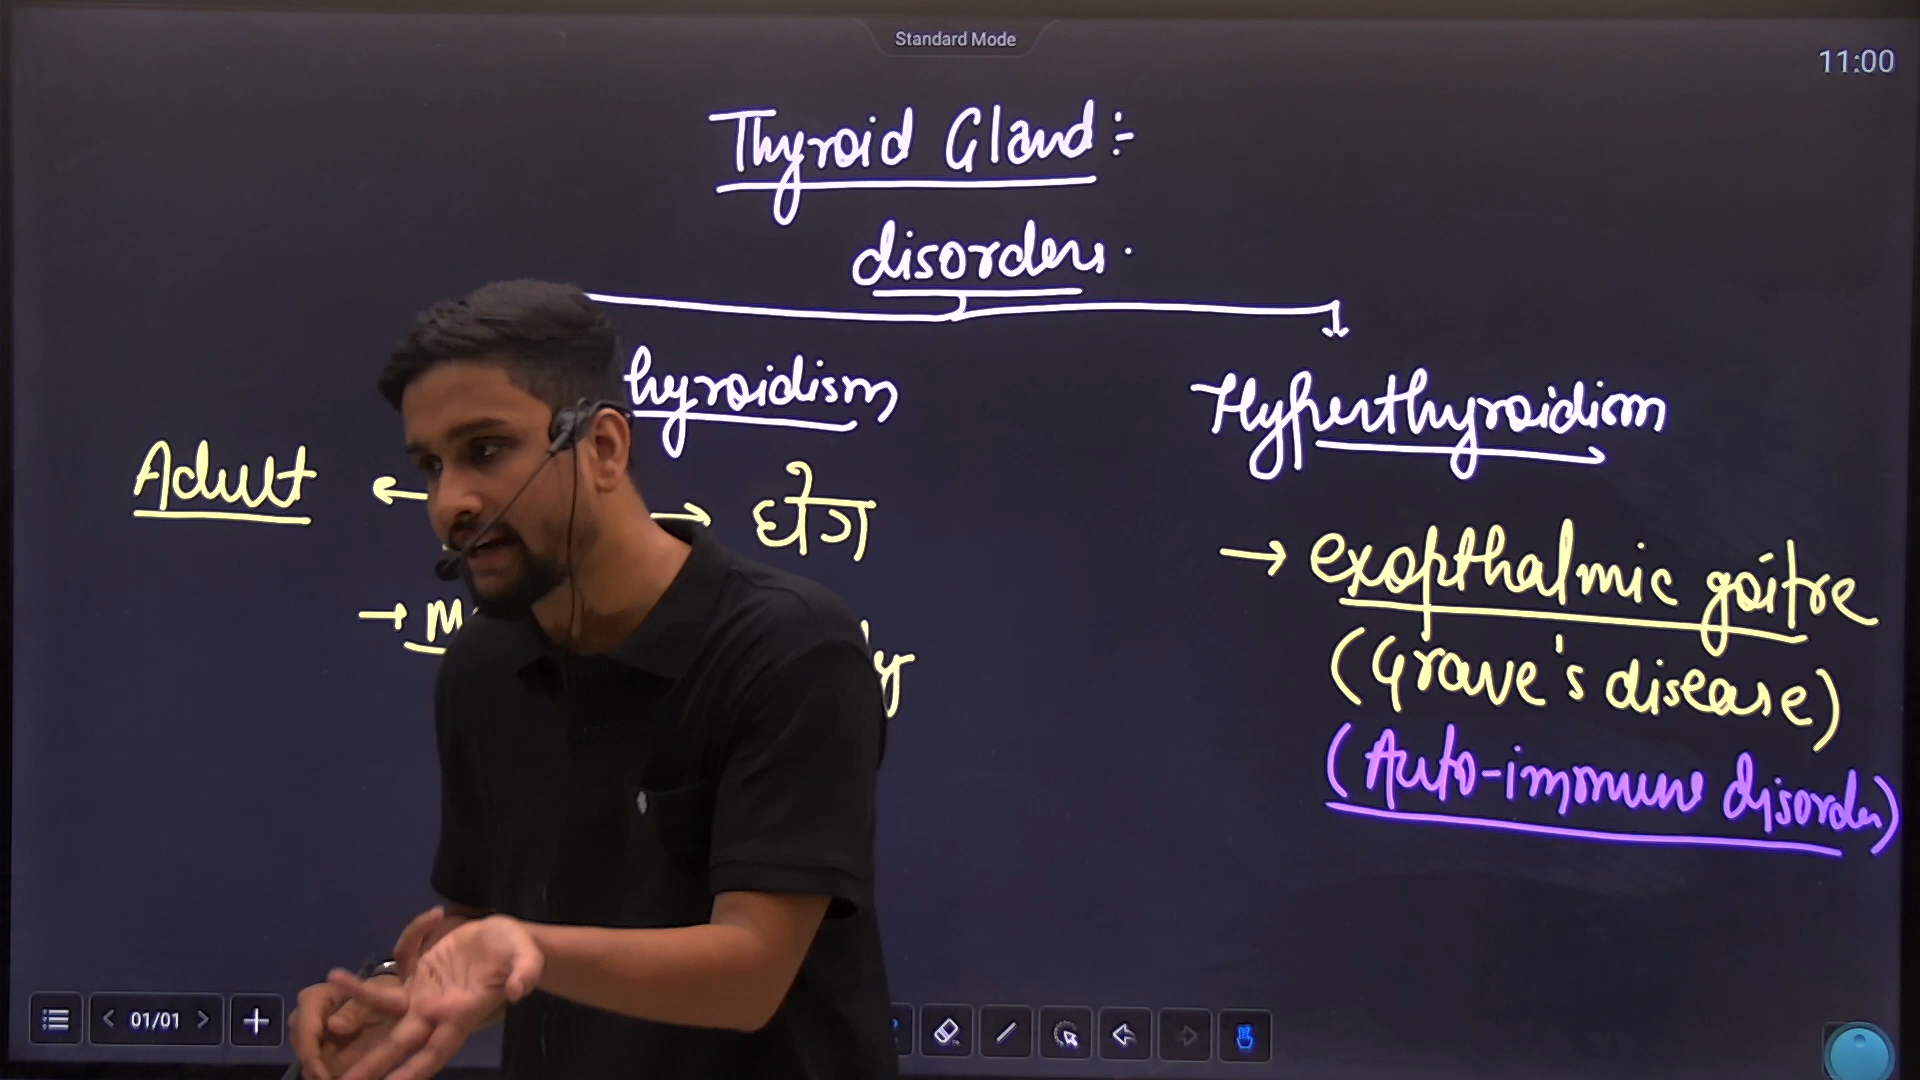 Standard Mode
11:00
Thyroid Gland :-
disorders.
hyroidism
Hyperthyroidism
Adult ←
→ घेंग
→ exopthalmic goitre
→ m
y
(Grave's disease)
(Auto-immune disorder)
01/01